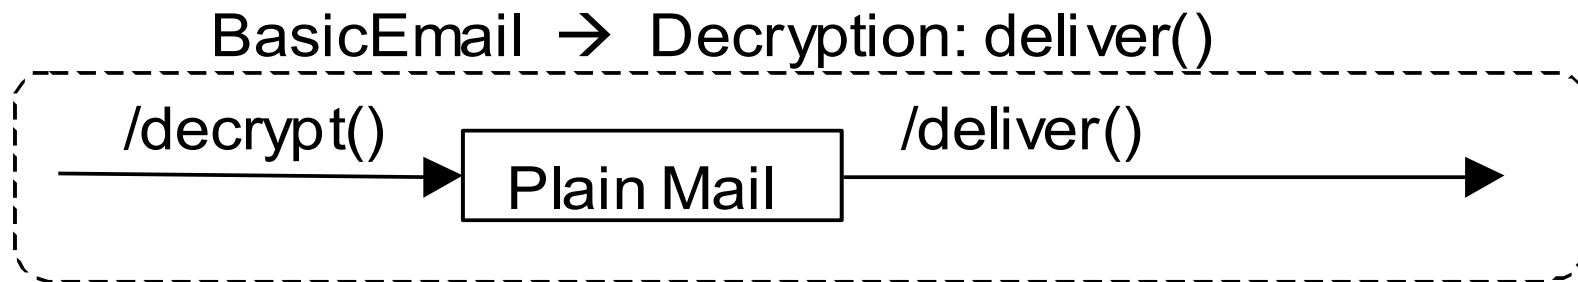 BasicEmail → Decryption: deliver()
/decrypt()
/deliver()
Plain Mail